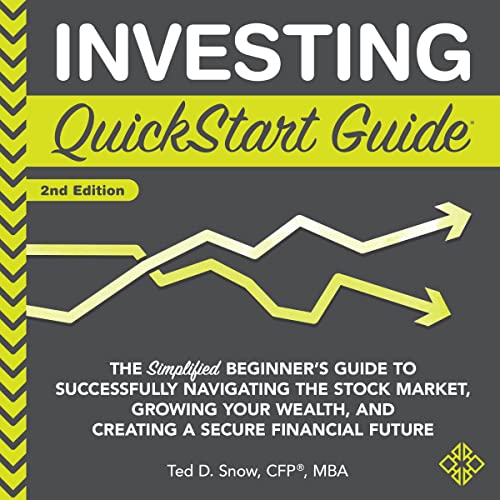 INVESTING
QuickStart Guide®
2nd Edition
THE Simplified BEGINNER'S GUIDE TO
SUCCESSFULLY NAVIGATING THE STOCK MARKET,
GROWING YOUR WEALTH, AND
CREATING A SECURE FINANCIAL FUTURE
Ted D. Snow, CFP®, MBA